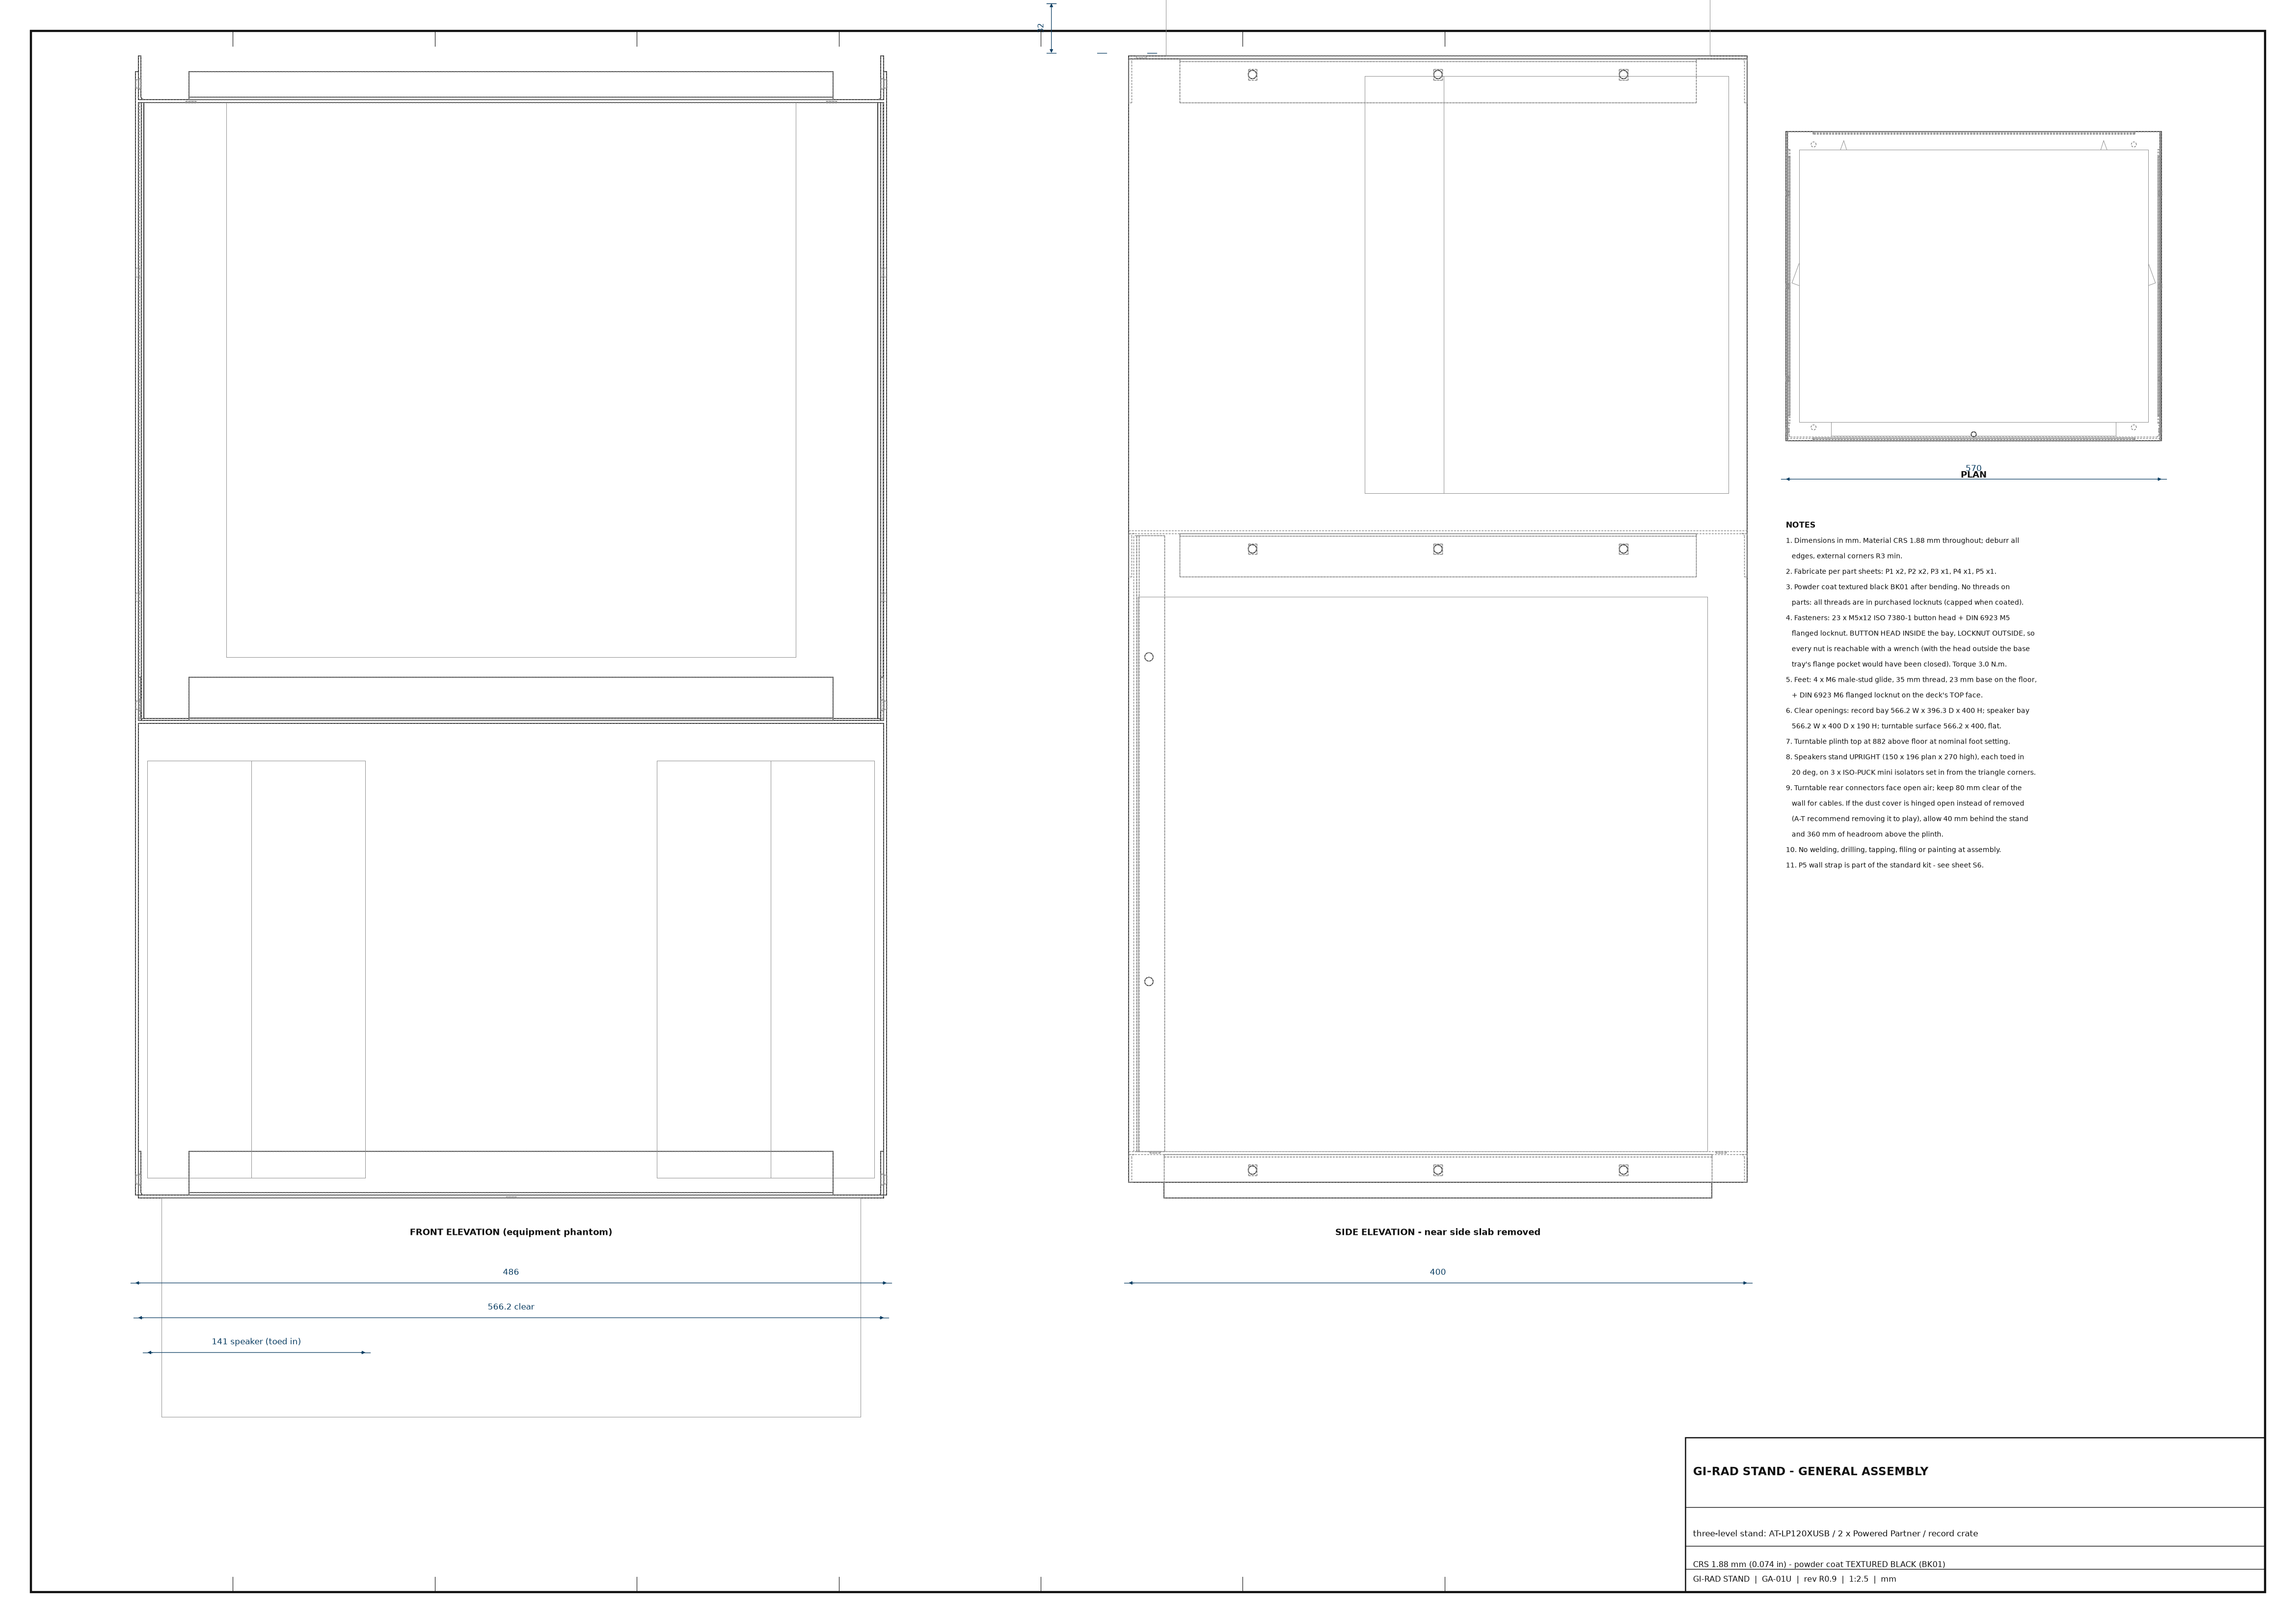 32
570
PLAN
NOTES
1. Dimensions in mm. Material CRS 1.88 mm throughout; deburr all
edges, external corners R3 min.
2. Fabricate per part sheets: P1 x2, P2 x2, P3 x1, P4 x1, P5 x1.
3. Powder coat textured black BK01 after bending. No threads on
parts: all threads are in purchased locknuts (capped when coated).
4. Fasteners: 23 x M5x12 ISO 7380-1 button head + DIN 6923 M5
flanged locknut. BUTTON HEAD INSIDE the bay, LOCKNUT OUTSIDE, so
every nut is reachable with a wrench (with the head outside the base
tray's flange pocket would have been closed). Torque 3.0 N.m.
5. Feet: 4 x M6 male-stud glide, 35 mm thread, 23 mm base on the floor,
+ DIN 6923 M6 flanged locknut on the deck's TOP face.
6. Clear openings: record bay 566.2 W x 396.3 D x 400 H; speaker bay
566.2 W x 400 D x 190 H; turntable surface 566.2 x 400, flat.
7. Turntable plinth top at 882 above floor at nominal foot setting.
8. Speakers stand UPRIGHT (150 x 196 plan x 270 high), each toed in
20 deg, on 3 x ISO-PUCK mini isolators set in from the triangle corners.
9. Turntable rear connectors face open air; keep 80 mm clear of the
wall for cables. If the dust cover is hinged open instead of removed
(A-T recommend removing it to play), allow 40 mm behind the stand
and 360 mm of headroom above the plinth.
10. No welding, drilling, tapping, filing or painting at assembly.
11. P5 wall strap is part of the standard kit - see sheet S6.
FRONT ELEVATION (equipment phantom)
SIDE ELEVATION - near side slab removed
486
400
566.2 clear
141 speaker (toed in)
GI-RAD STAND - GENERAL ASSEMBLY
three-level stand: AT-LP120XUSB / 2 x Powered Partner / record crate
CRS 1.88 mm (0.074 in) - powder coat TEXTURED BLACK (BK01)
GI-RAD STAND | GA-01U | rev R0.9 | 1:2.5 | mm